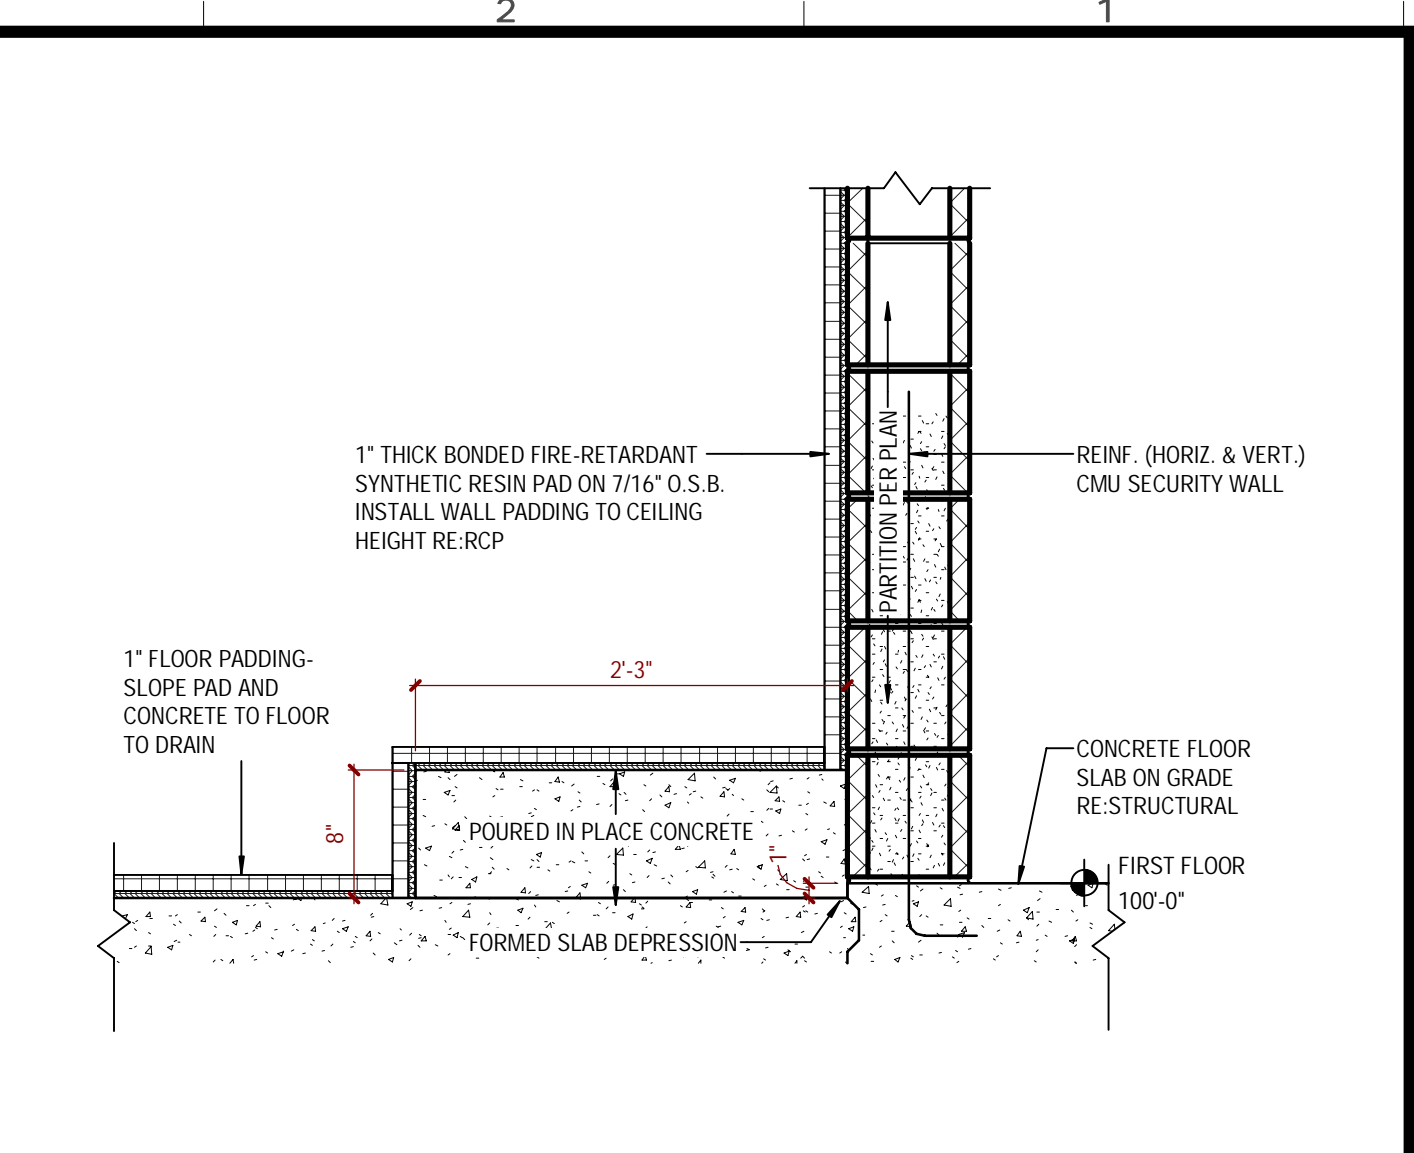 2
1
1" THICK BONDED FIRE-RETARDANT
SYNTHETIC RESIN PAD ON 7/16" O.S.B.
INSTALL WALL PADDING TO CEILING
HEIGHT RE:RCP
PARTITION PER PLAN
REINF. (HORIZ. & VERT.)
CMU SECURITY WALL
1" FLOOR PADDING-
SLOPE PAD AND
CONCRETE TO FLOOR
TO DRAIN
2'-3"
8"
POURED IN PLACE CONCRETE
1"
FORMED SLAB DEPRESSION
CONCRETE FLOOR
SLAB ON GRADE
RE:STRUCTURAL
FIRST FLOOR
100'-0"